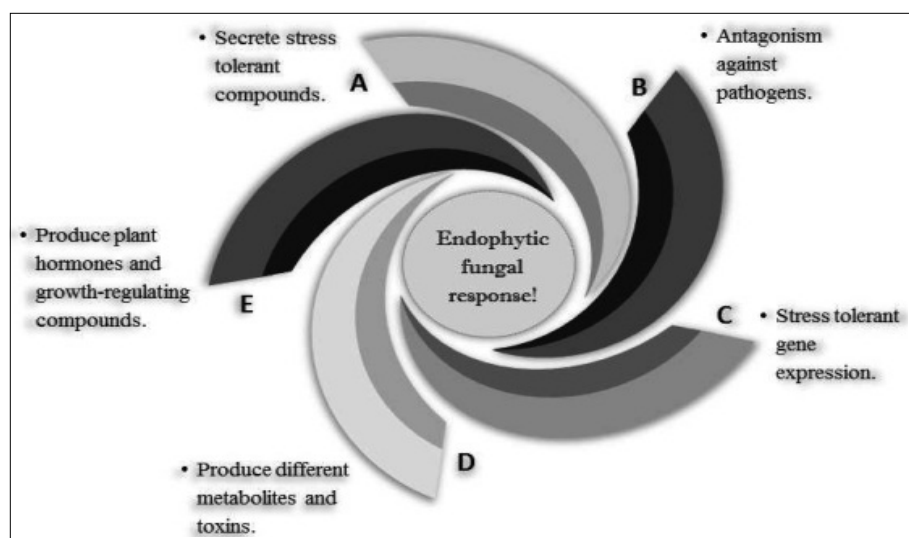 • Secrete stress
tolerant
compounds.
A
• Antagonism
against
pathogens.
B
Endophytic
fungal
response!
• Produce plant
hormones and
growth-regulating
compounds.
E
C
• Stress tolerant
gene
expression.
D
• Produce different
metabolites and
toxins.